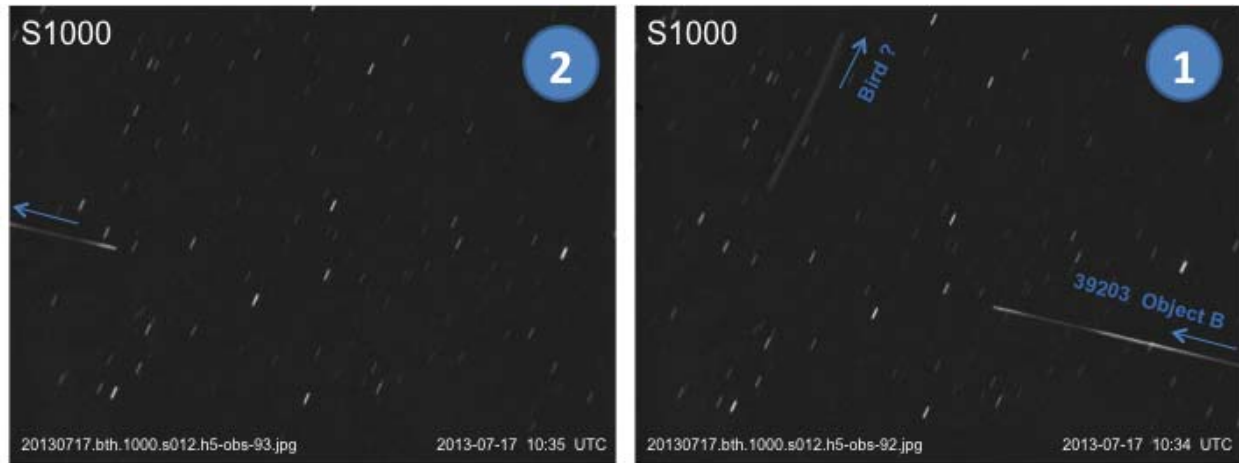 S1000
2
20130717.bth.1000.s012.h5-obs-93.jpg
2013-07-17 10:35 UTC
S1000
1
Bird ?
39203 Object B
20130717.bth.1000.s012.h5-obs-92.jpg
2013-07-17 10:34 UTC